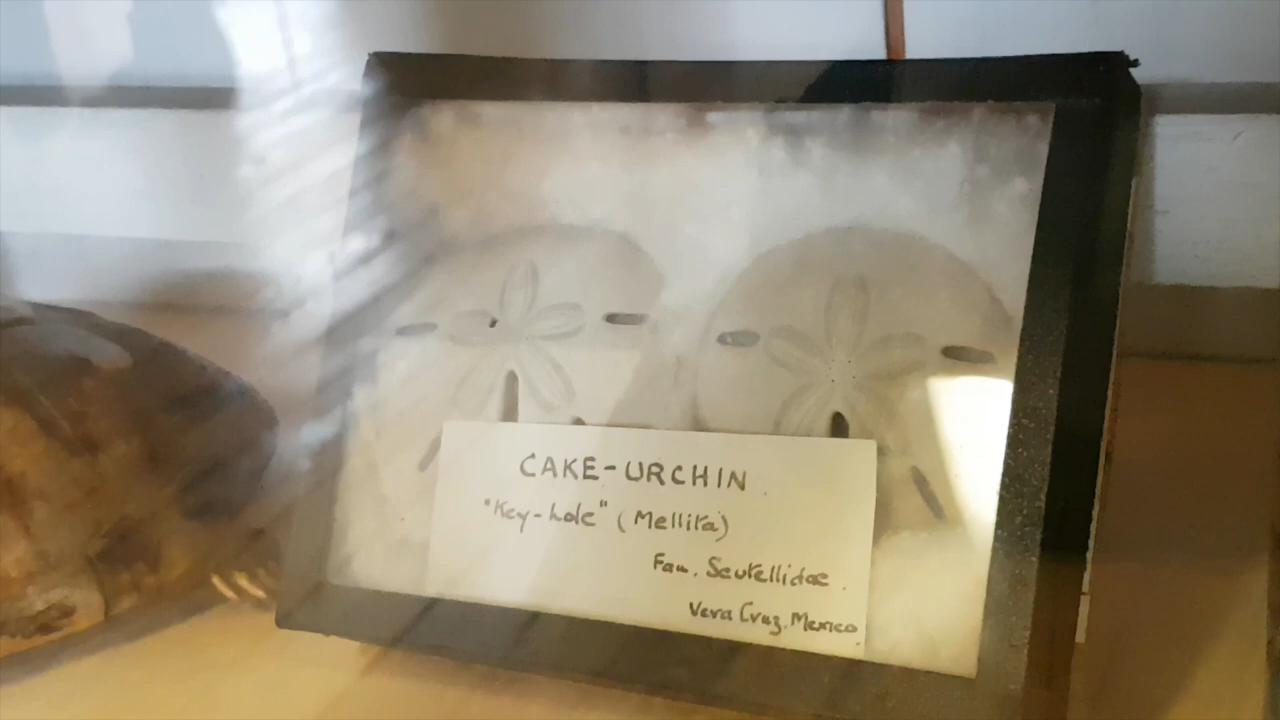 CAKE-URCHIN
"Key-hole" (Mellita)
Fam. Scutellidae.
Vera Cruz, Mexico